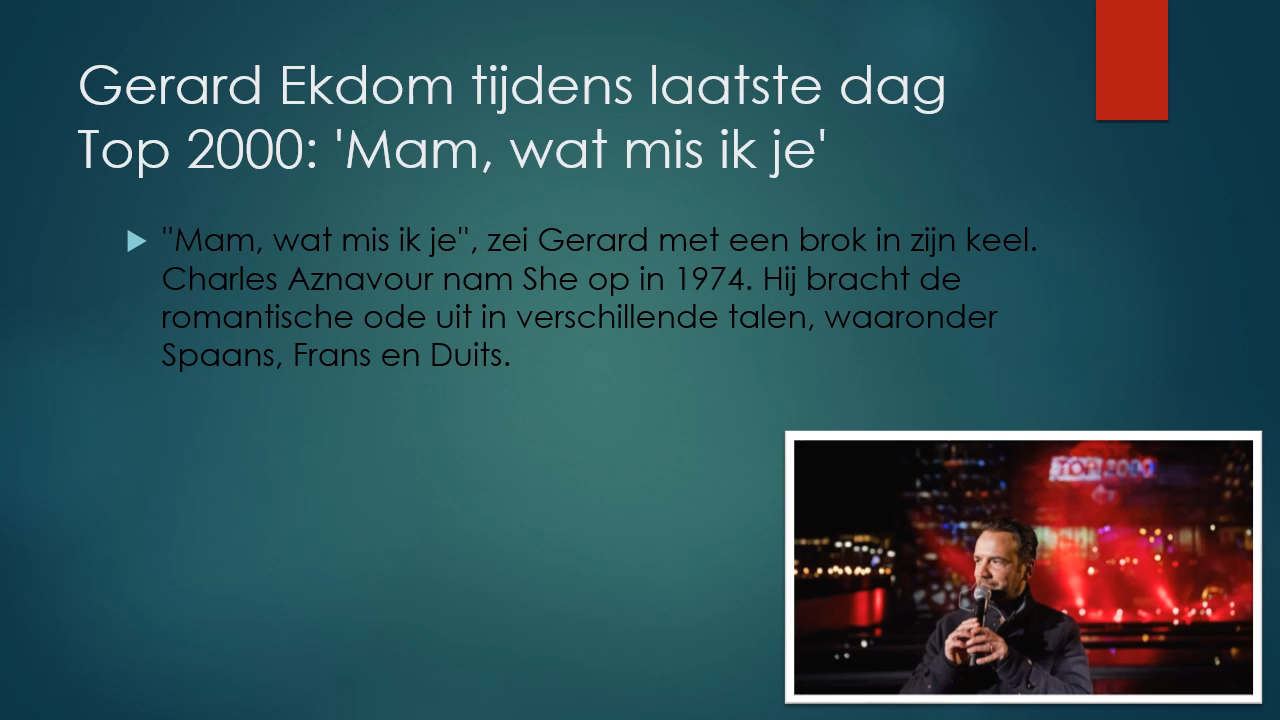 Gerard Ekdom tijdens laatste dag
Top 2000: 'Mam, wat mis ik je'
"Mam, wat mis ik je", zei Gerard met een brok in zijn keel.
Charles Aznavour nam She op in 1974. Hij bracht de
romantische ode uit in verschillende talen, waaronder
Spaans, Frans en Duits.
TOP 2000